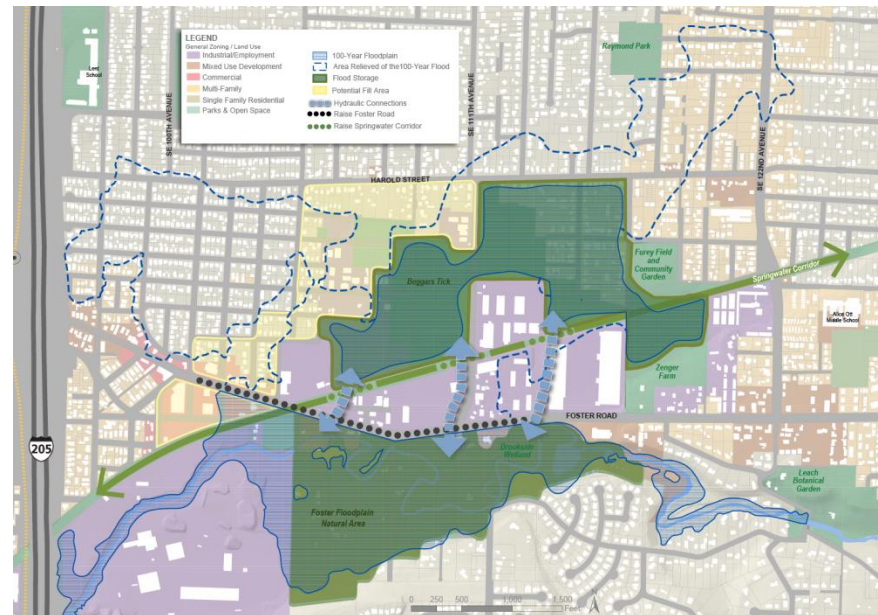 LEGEND
General Zoning / Land Use
Industrial/Employment
Mixed Use Development
Commercial
Multi-Family
Single Family Residential
Parks & Open Space
100-Year Floodplain
Area Relieved of the100-Year Flood
Flood Storage
Potential Fill Area
Hydraulic Connections
Raise Foster Road
Raise Springwater Corridor
Lent
School
Raymond Park
SE 100TH AVENUE
SE 111TH AVENUE
SE 122ND AVENUE
HAROLD STREET
Beggars Tick
Furey Field
and
Community
Garden
Springwater Corridor
Alice Ott
Middle School
Zenger
Farm
FOSTER ROAD
205
Brookside
Wetland
Leach
Botanical
Garden
Foster Floodplain
Natural Area
0 250 500 1,000 1,500
Feet